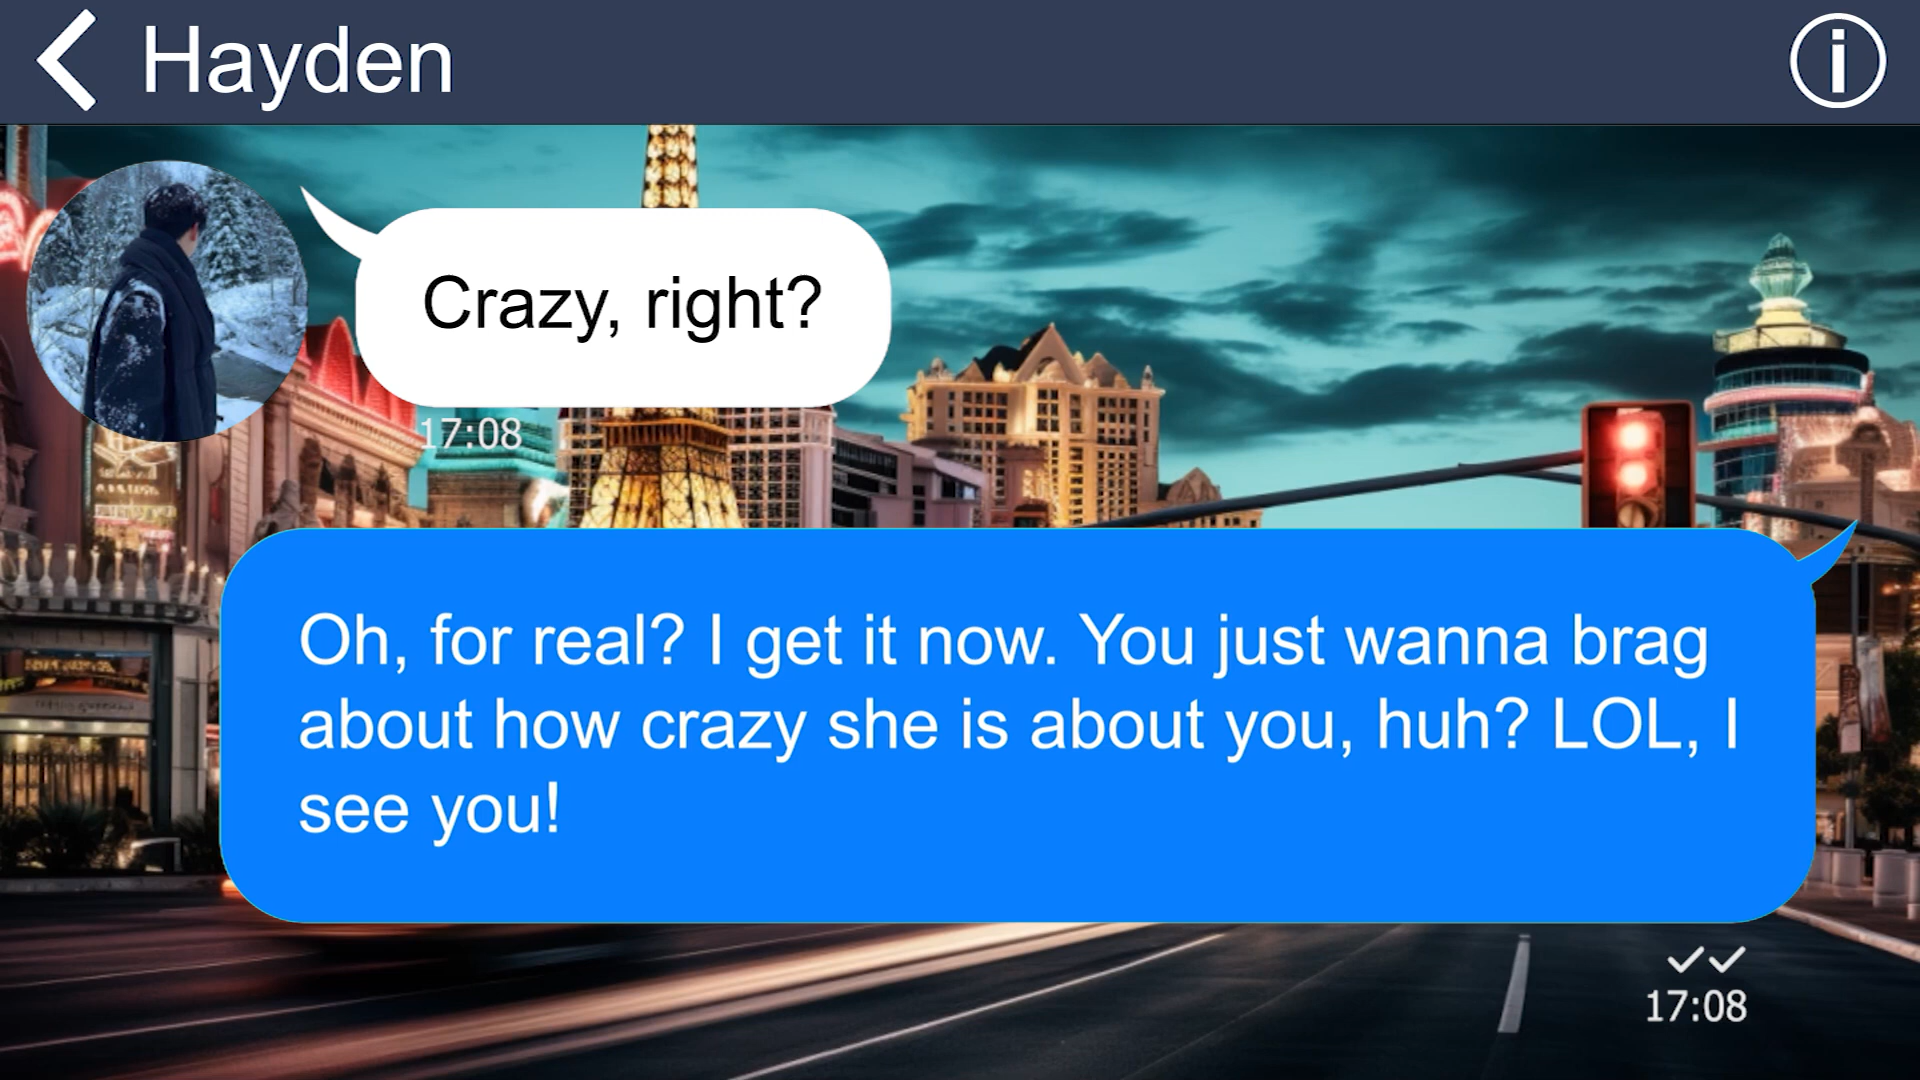 Hayden
Crazy, right?
17:08
Oh, for real? I get it now. You just wanna brag
about how crazy she is about you, huh? LOL, I
see you!
17:08